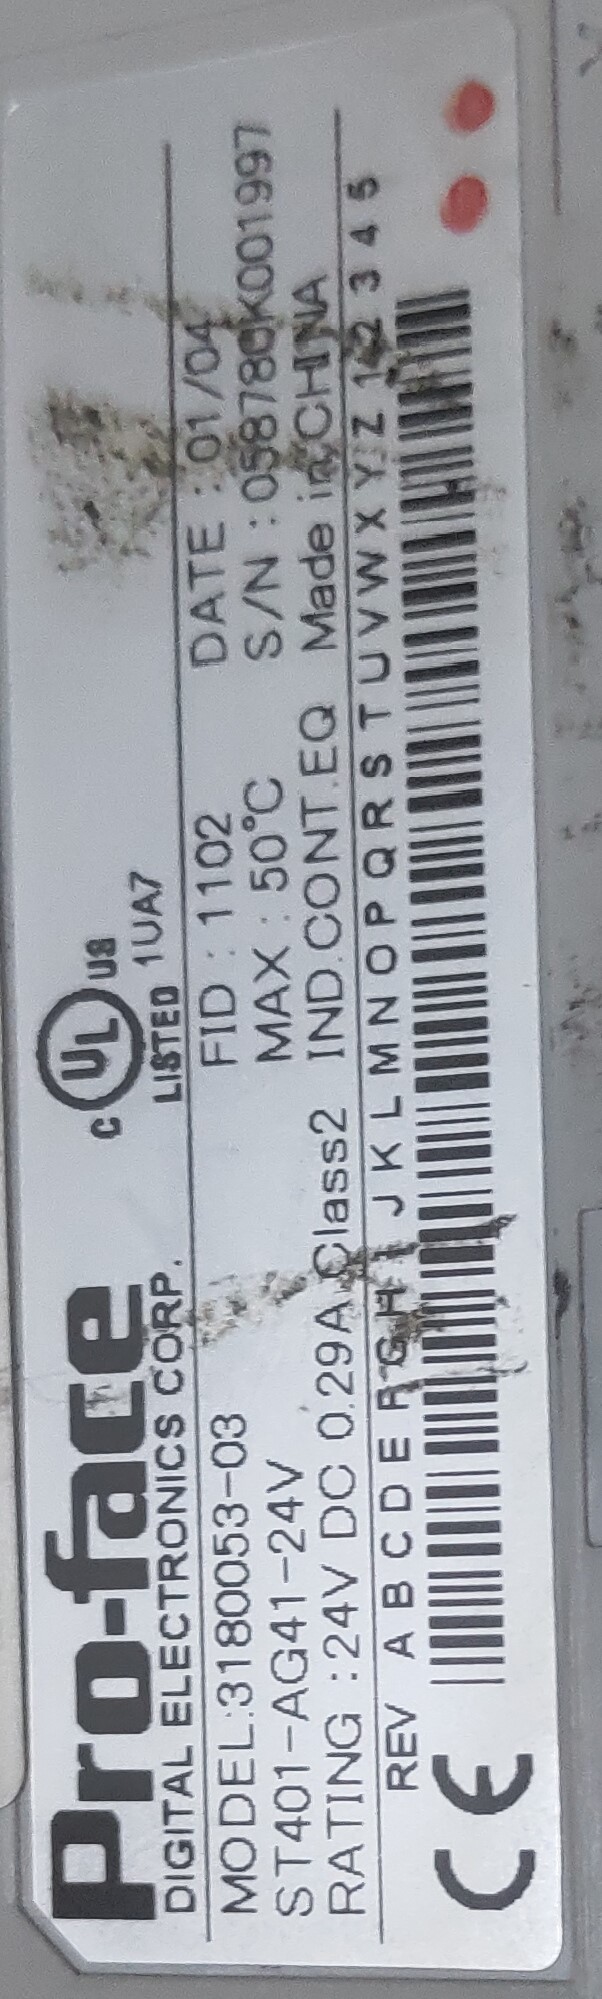 Pro-face
DIGITAL ELECTRONICS CORP.
C UL US
LISTED 1UA7
MODEL:3180053-03 FID : 1102 DATE : 01/04
ST401-AG41-24V MAX : 50°C S/N : 058780K001997
RATING :24V DC 0.29A Class2 IND.CONT.EQ Made in CHINA
REV A B C D E F G H I J K L M N O P Q R S T U V W X Y Z 1 2 3 4 5
CE